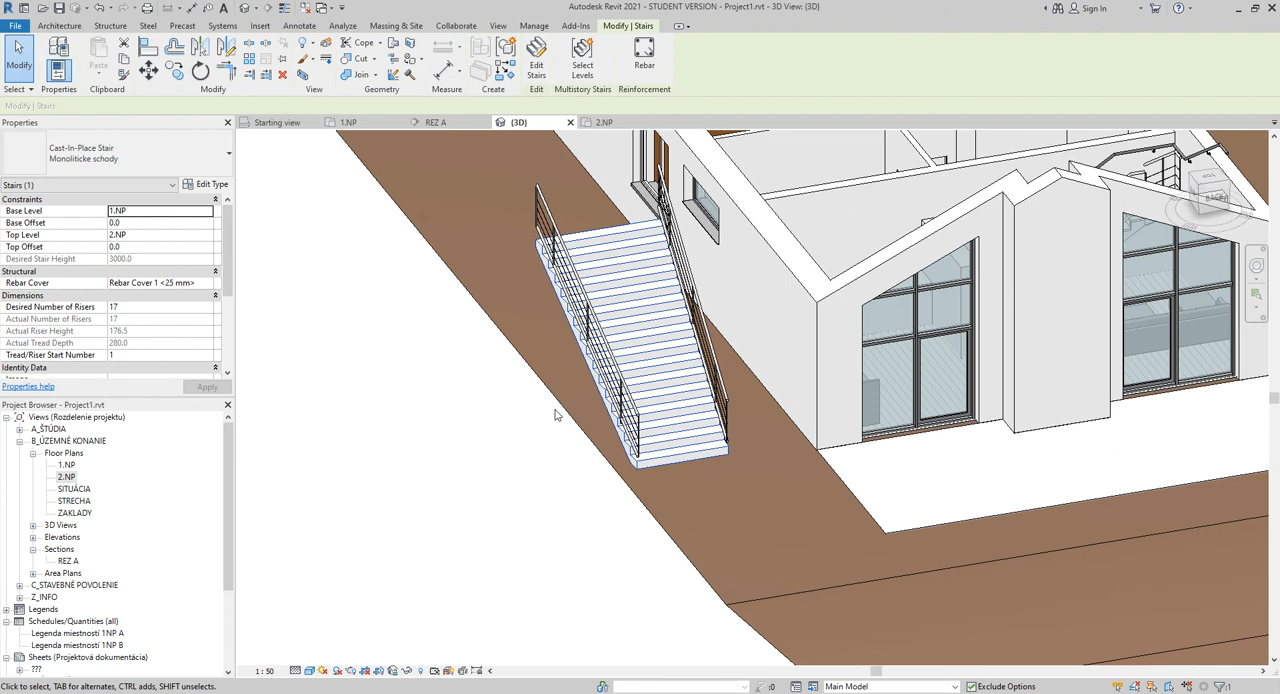 Autodesk Revit 2021 - STUDENT VERSION - Project1.rvt - 3D View: {3D}
Sign In
File Architecture Structure Steel Precast Systems Insert Annotate Analyze Massing & Site Collaborate View Manage Add-Ins Modify | Stairs
Modify
Paste
Cope
Cut
Join
Edit
Stairs
Select
Levels
Rebar
Select Properties Clipboard Modify Geometry View Measure Create Edit Multistory Stairs Reinforcement
Modify | Stairs
Properties
Starting view 1.NP REZ A {3D} 2.NP
Cast-In-Place Stair
Monoliticke schody
Stairs (1) Edit Type
Constraints
Base Level 1.NP
Base Offset 0.0
Top Level 2.NP
Top Offset 0.0
Desired Stair Height 3000.0
Structural
Rebar Cover Rebar Cover 1 <25 mm>
Dimensions
Desired Number of Risers 17
Actual Number of Risers 17
Actual Riser Height 176.5
Actual Tread Depth 280.0
Tread/Riser Start Number 1
Identity Data
Properties help Apply
Project Browser - Project1.rvt
Views (Rozdelenie projektu)
A_ŠTÚDIA
B_ÚZEMNÉ KONANIE
Floor Plans
1.NP
2.NP
SITUÁCIA
STRECHA
ZAKLADY
3D Views
Elevations
Sections
REZ A
Area Plans
C_STAVEBNÉ POVOLENIE
Z_INFO
Legends
Schedules/Quantities (all)
Legenda miestností 1NP A
Legenda miestností 1NP B
Sheets (Projektová dokumentácia)
???
TOP
BACK
1 : 50
Click to select, TAB for alternates, CTRL adds, SHIFT unselects.
:0
Main Model
Exclude Options
:1